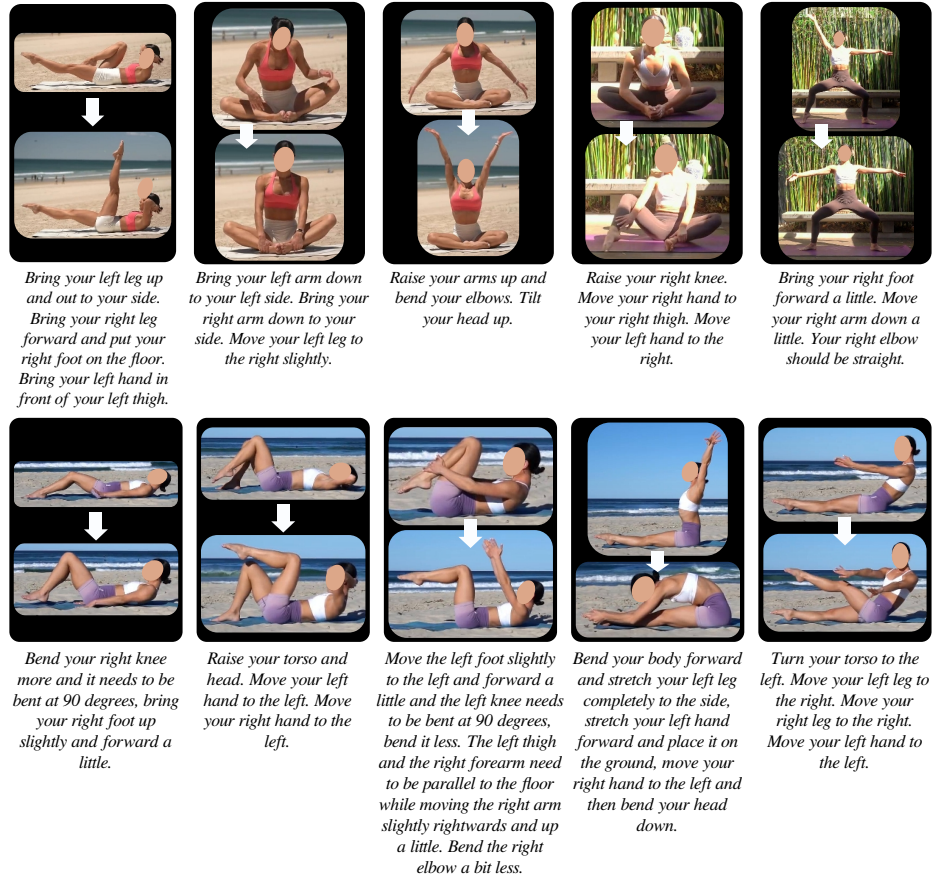 Bring your left leg up
and out to your side.
Bring your right leg
forward and put your
right foot on the floor.
Bring your left hand in
front of your left thigh.
Bring your left arm down
to your left side. Bring your
right arm down to your
side. Move your left leg to
the right slightly.
Raise your arms up and
bend your elbows. Tilt
your head up.
Raise your right knee.
Move your right hand to
your right thigh. Move
your left hand to the
right.
Bring your right foot
forward a little. Move
your right arm down a
little. Your right elbow
should be straight.
Bend your right knee
more and it needs to be
bent at 90 degrees, bring
your right foot up
slightly and forward a
little.
Raise your torso and
head. Move your left
hand to the left. Move
your right hand to the
left.
Move the left foot slightly
to the left and forward a
little and the left knee needs
to be bent at 90 degrees,
bend it less. The left thigh
and the right forearm need
to be parallel to the floor
while moving the right arm
slightly rightwards and up
a little. Bend the right
elbow a bit less.
Bend your body forward
and stretch your left leg
completely to the side,
stretch your left hand
forward and place it on
the ground, move your
right hand to the left and
then bend your head
down.
Turn your torso to the
left. Move your left leg to
the right. Move your
right leg to the right.
Move your left hand to
the left.